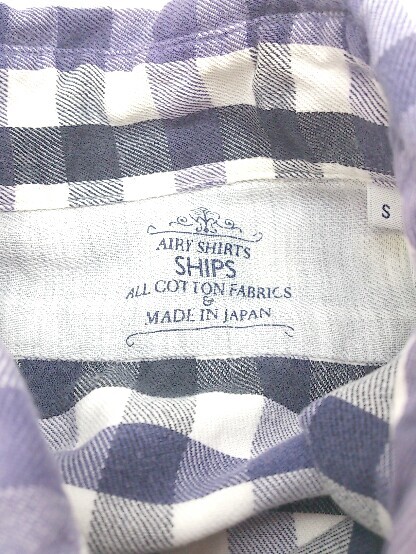 AIRY SHIRTS
SHIPS
ALL COTTON FABRICS
&
MADE IN JAPAN
S